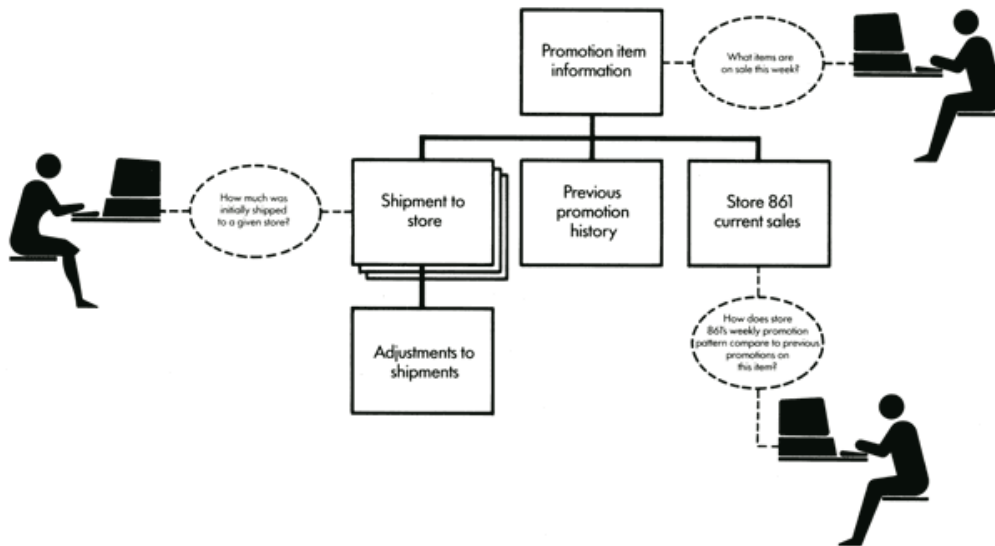 Promotion item
information
What items are
on sale this week?
How much was
initially shipped
to a given store?
Shipment to
store
Previous
promotion
history
Store 861
current sales
How does store
861's weekly promotion
pattern compare to previous
promotions on
this item?
Adjustments to
shipments